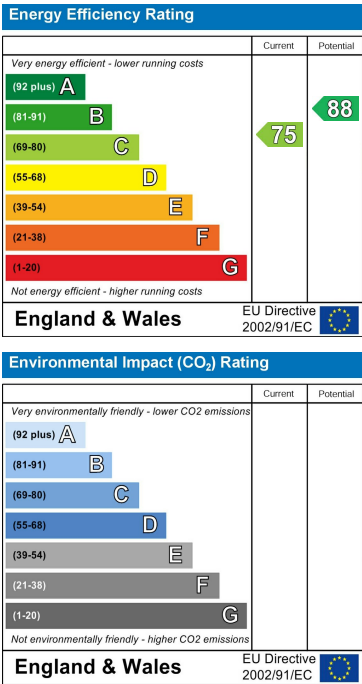 Energy Efficiency Rating
Current Potential
Very energy efficient - lower running costs
(92 plus) A
(81-91) B
(69-80) C
(55-68) D
(39-54) E
(21-38) F
(1-20) G
75
88
Not energy efficient - higher running costs
England & Wales
EU Directive
2002/91/EC
Environmental Impact (CO₂) Rating
Current Potential
Very environmentally friendly - lower CO2 emissions
(92 plus) A
(81-91) B
(69-80) C
(55-68) D
(39-54) E
(21-38) F
(1-20) G
Not environmentally friendly - higher CO2 emissions
England & Wales
EU Directive
2002/91/EC